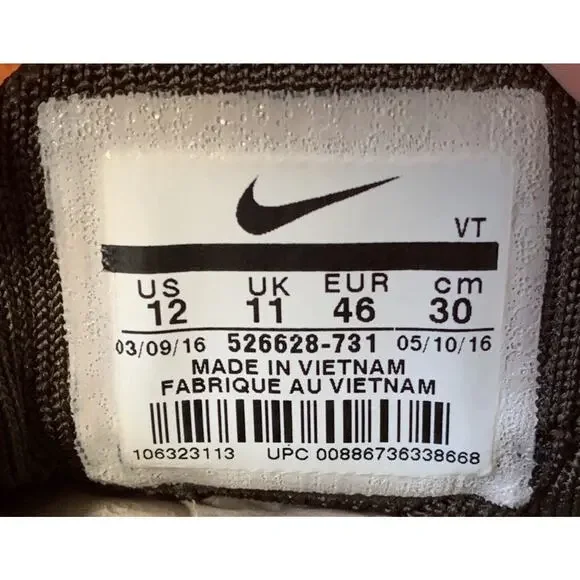 VT
US UK EUR cm
12 11 46 30
03/09/16 526628-731 05/10/16
MADE IN VIETNAM
FABRIQUE AU VIETNAM
106323113 UPC 00886736338668